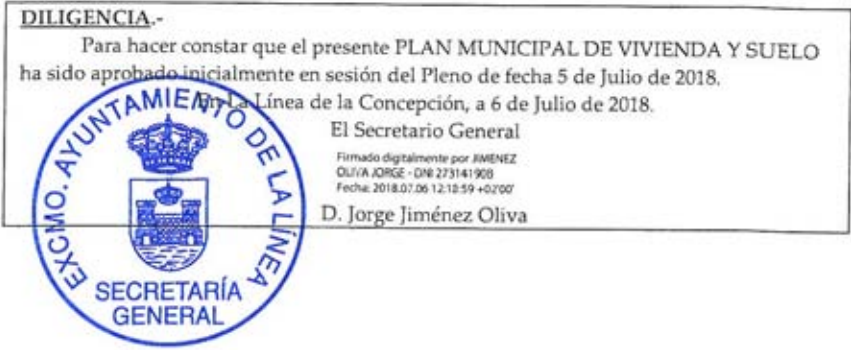 DILIGENCIA.-
Para hacer constar que el presente PLAN MUNICIPAL DE VIVIENDA Y SUELO
ha sido aprobado inicialmente en sesión del Pleno de fecha 5 de Julio de 2018.
En La Línea de la Concepción, a 6 de Julio de 2018.
El Secretario General
Firmado digitalmente por JIMENEZ
OLIVA JORGE - DNI 27314190B
Fecha: 2018.07.06 12:18:59 +02'00'
D. Jorge Jiménez Oliva
EXCMO. AYUNTAMIENTO DE LA LÍNEA
SECRETARÍA
GENERAL